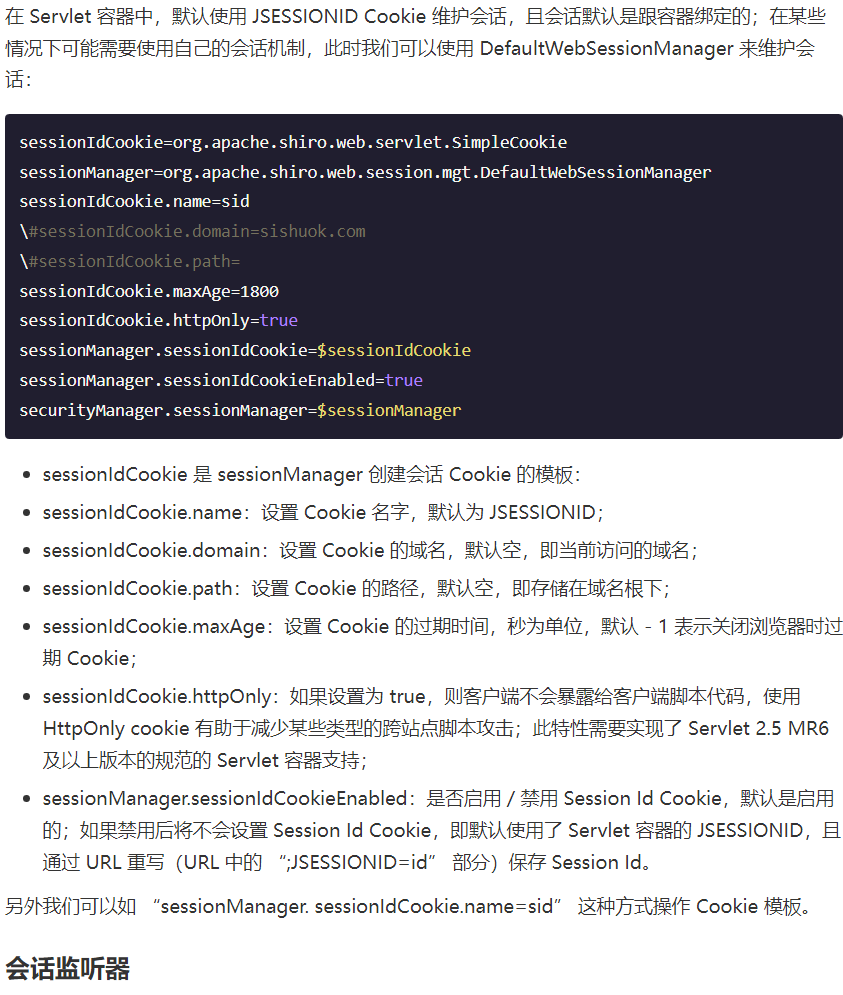 在 Servlet 容器中，默认使用 JSESSIONID Cookie 维护会话，且会话默认是跟容器绑定的；在某些
情况下可能需要使用自己的会话机制，此时我们可以使用 DefaultWebSessionManager 来维护会
话：
sessionIdCookie=org.apache.shiro.web.servlet.SimpleCookie
sessionManager=org.apache.shiro.web.session.mgt.DefaultWebSessionManager
sessionIdCookie.name=sid
\#sessionIdCookie.domain=sishuok.com
\#sessionIdCookie.path=
sessionIdCookie.maxAge=1800
sessionIdCookie.httpOnly=true
sessionManager.sessionIdCookie=$sessionIdCookie
sessionManager.sessionIdCookieEnabled=true
securityManager.sessionManager=$sessionManager
• sessionIdCookie 是 sessionManager 创建会话 Cookie 的模板：
• sessionIdCookie.name：设置 Cookie 名字，默认为 JSESSIONID；
• sessionIdCookie.domain：设置 Cookie 的域名，默认空，即当前访问的域名；
• sessionIdCookie.path：设置 Cookie 的路径，默认空，即存储在域名根下；
• sessionIdCookie.maxAge：设置 Cookie 的过期时间，秒为单位，默认 - 1 表示关闭浏览器时过
期 Cookie；
• sessionIdCookie.httpOnly：如果设置为 true，则客户端不会暴露给客户端脚本代码，使用
HttpOnly cookie 有助于减少某些类型的跨站点脚本攻击；此特性需要实现了 Servlet 2.5 MR6
及以上版本的规范的 Servlet 容器支持；
• sessionManager.sessionIdCookieEnabled：是否启用 / 禁用 Session Id Cookie，默认是启用
的；如果禁用后将不会设置 Session Id Cookie，即默认使用了 Servlet 容器的 JSESSIONID，且
通过 URL 重写（URL 中的 “;JSESSIONID=id” 部分）保存 Session Id。
另外我们可以如 “sessionManager. sessionIdCookie.name=sid” 这种方式操作 Cookie 模板。
会话监听器